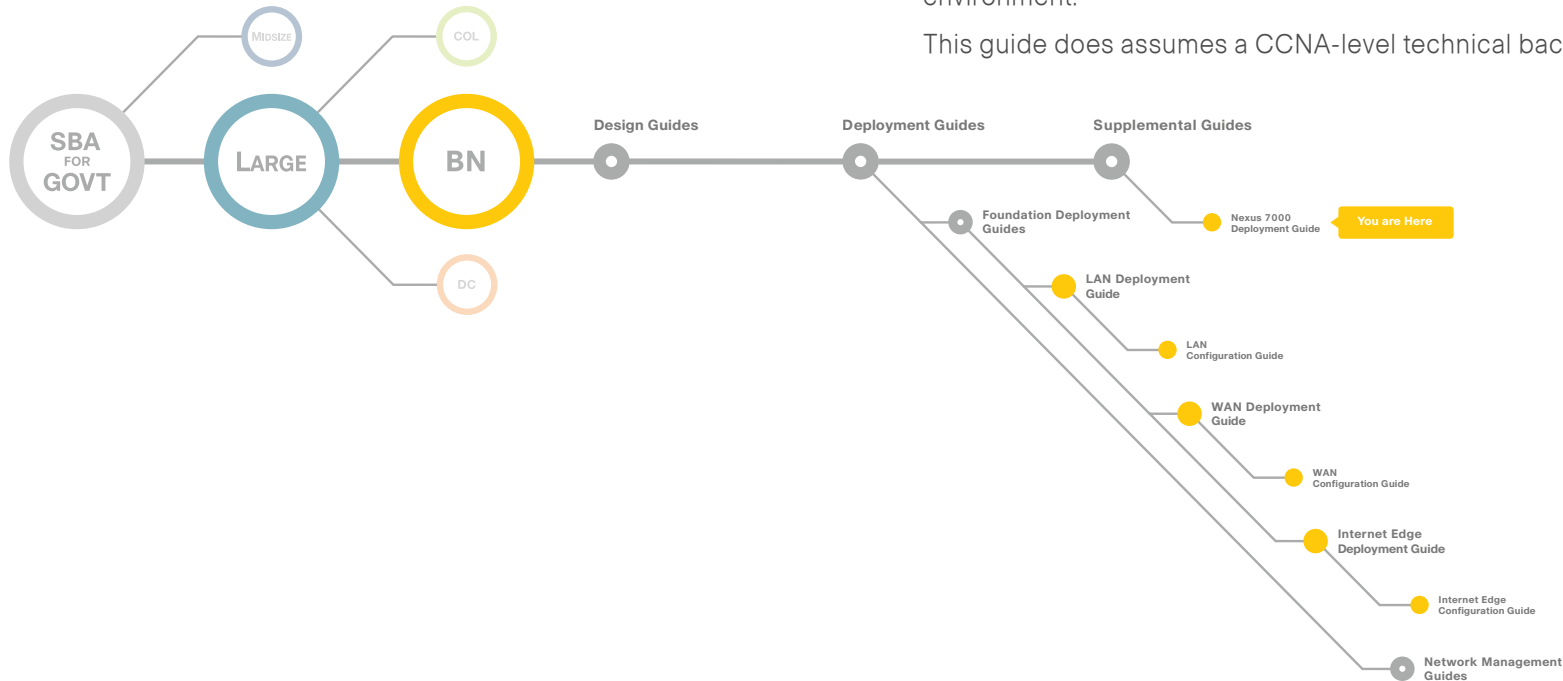 environment.
This guide does assumes a CCNA-level technical bac
MIDSIZE
COL
SBA
FOR
GOVT
LARGE
BN
DC
Design Guides
Deployment Guides
Supplemental Guides
Foundation Deployment
Guides
Nexus 7000
Deployment Guide
You are Here
LAN Deployment
Guide
LAN
Configuration Guide
WAN Deployment
Guide
WAN
Configuration Guide
Internet Edge
Deployment Guide
Internet Edge
Configuration Guide
Network Management
Guides